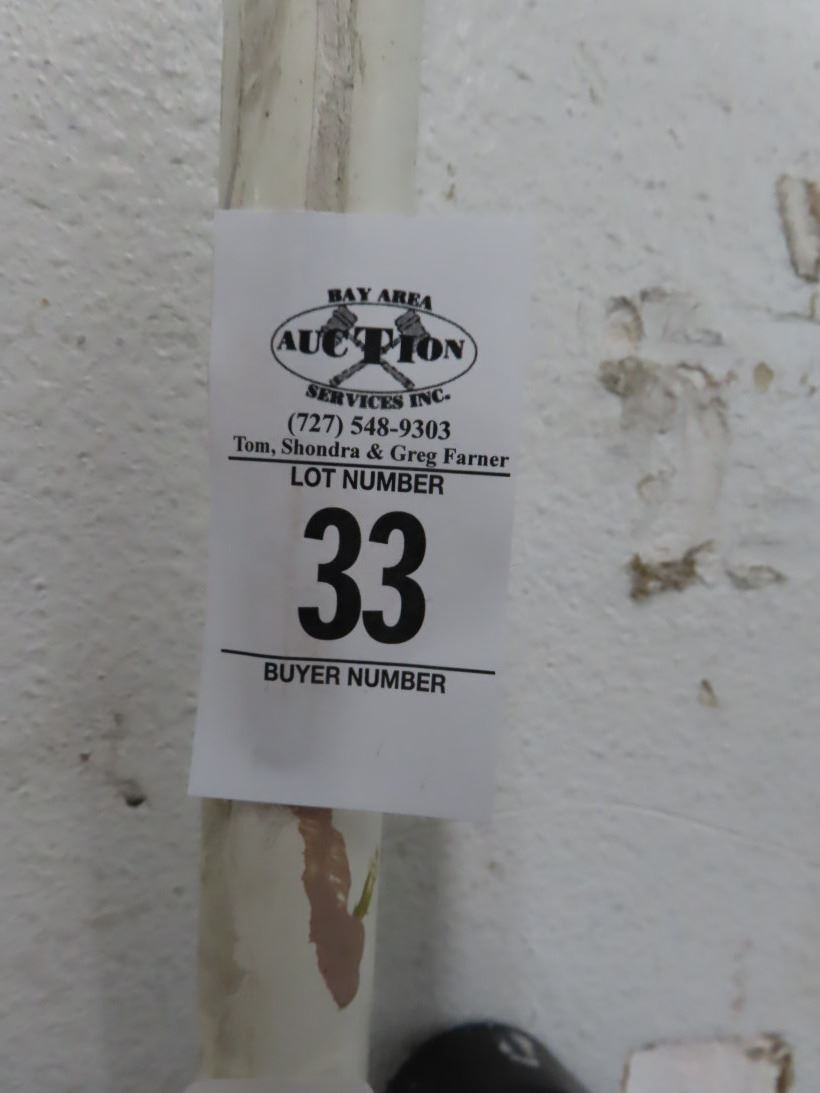 BAY AREA
AUCTION
SERVICES INC.
(727) 548-9303
Tom, Shondra & Greg Farner
LOT NUMBER
33
BUYER NUMBER